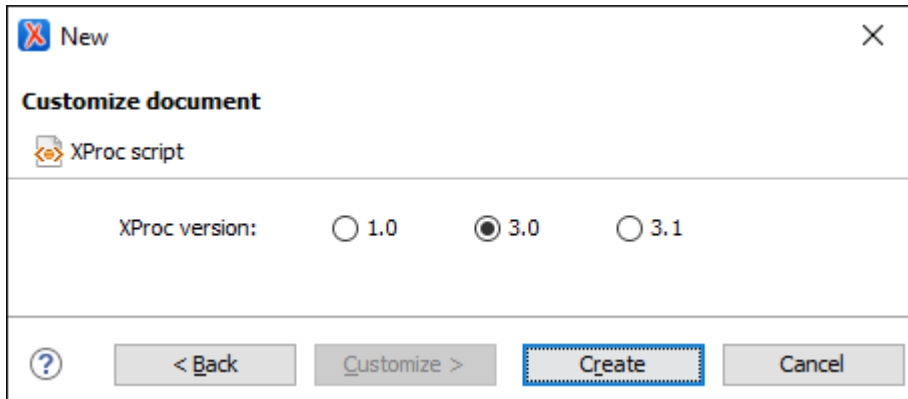 New
Customize document
XProc script
XProc version: 1.0 3.0 3.1
? < Back Customize > Create Cancel